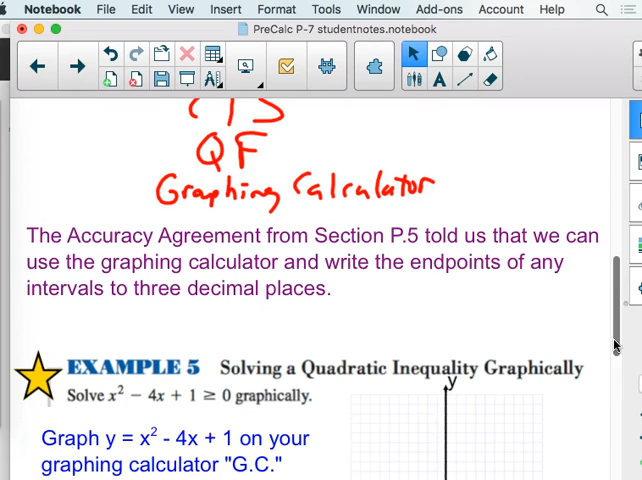 Notebook File Edit View Insert Format Tools Window Add-ons Account Help
PreCalc P-7 studentnotes.notebook
QF
Graphing Calculator
The Accuracy Agreement from Section P.5 told us that we can
use the graphing calculator and write the endpoints of any
intervals to three decimal places.
EXAMPLE 5 Solving a Quadratic Inequality Graphically
Solve x² − 4x + 1 ≥ 0 graphically.
y
Graph y = x² - 4x + 1 on your
graphing calculator "G.C."